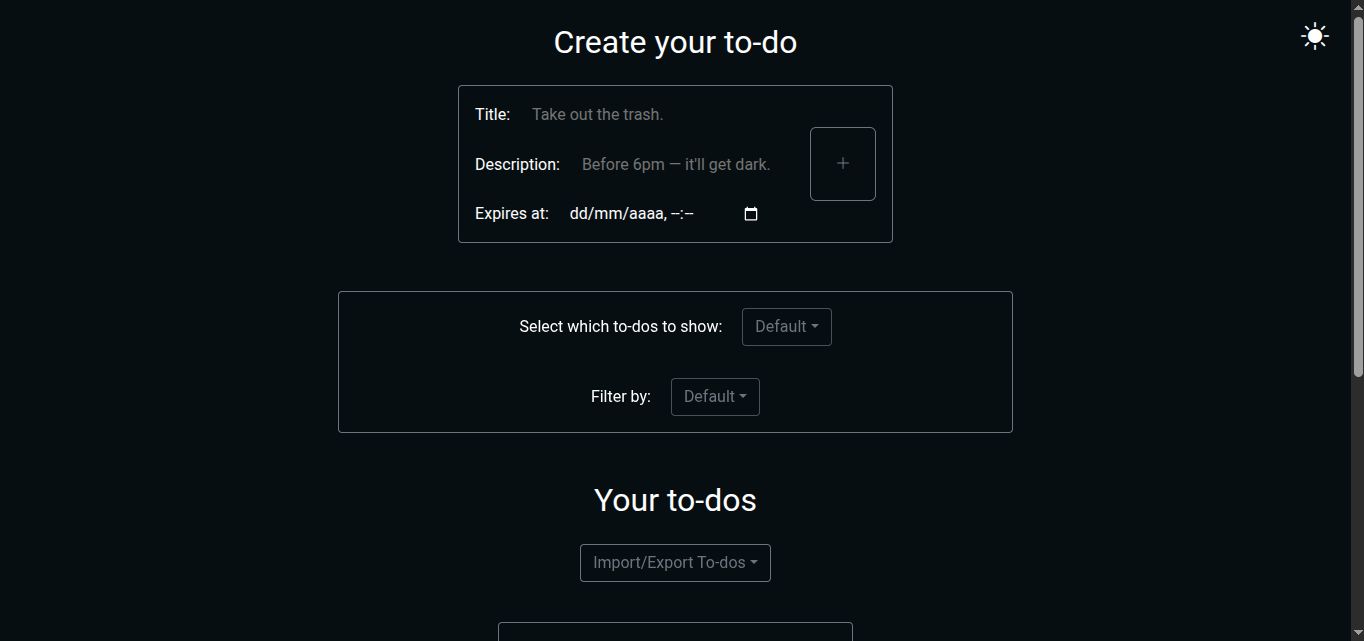 Create your to-do
Title: Take out the trash.
Description: Before 6pm — it'll get dark.
+
Expires at: dd/mm/aaaa, --:--
Select which to-dos to show: Default
Filter by: Default
Your to-dos
Import/Export To-dos